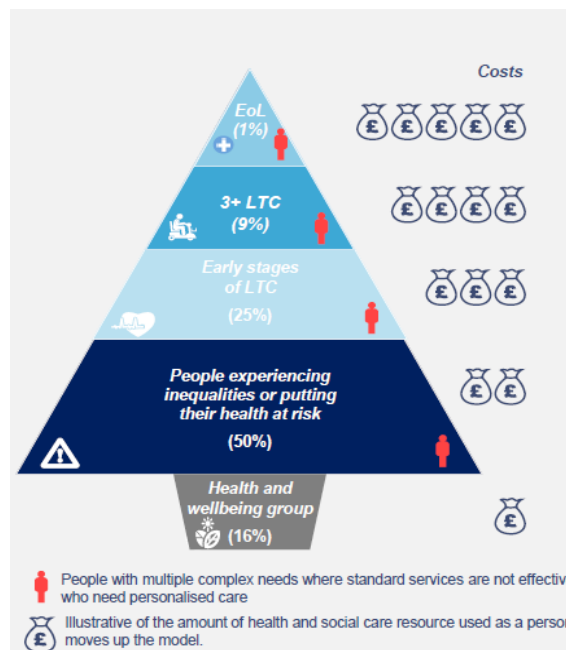 Costs
EoL
(1%)
£ £ £ £ £
3+ LTC
(9%)
£ £ £ £
Early stages
of LTC
(25%)
£ £ £
People experiencing
inequalities or putting
their health at risk
(50%)
£ £
Health and
wellbeing group
(16%)
£
People with multiple complex needs where standard services are not effectiv
who need personalised care
£
Illustrative of the amount of health and social care resource used as a person
moves up the model.